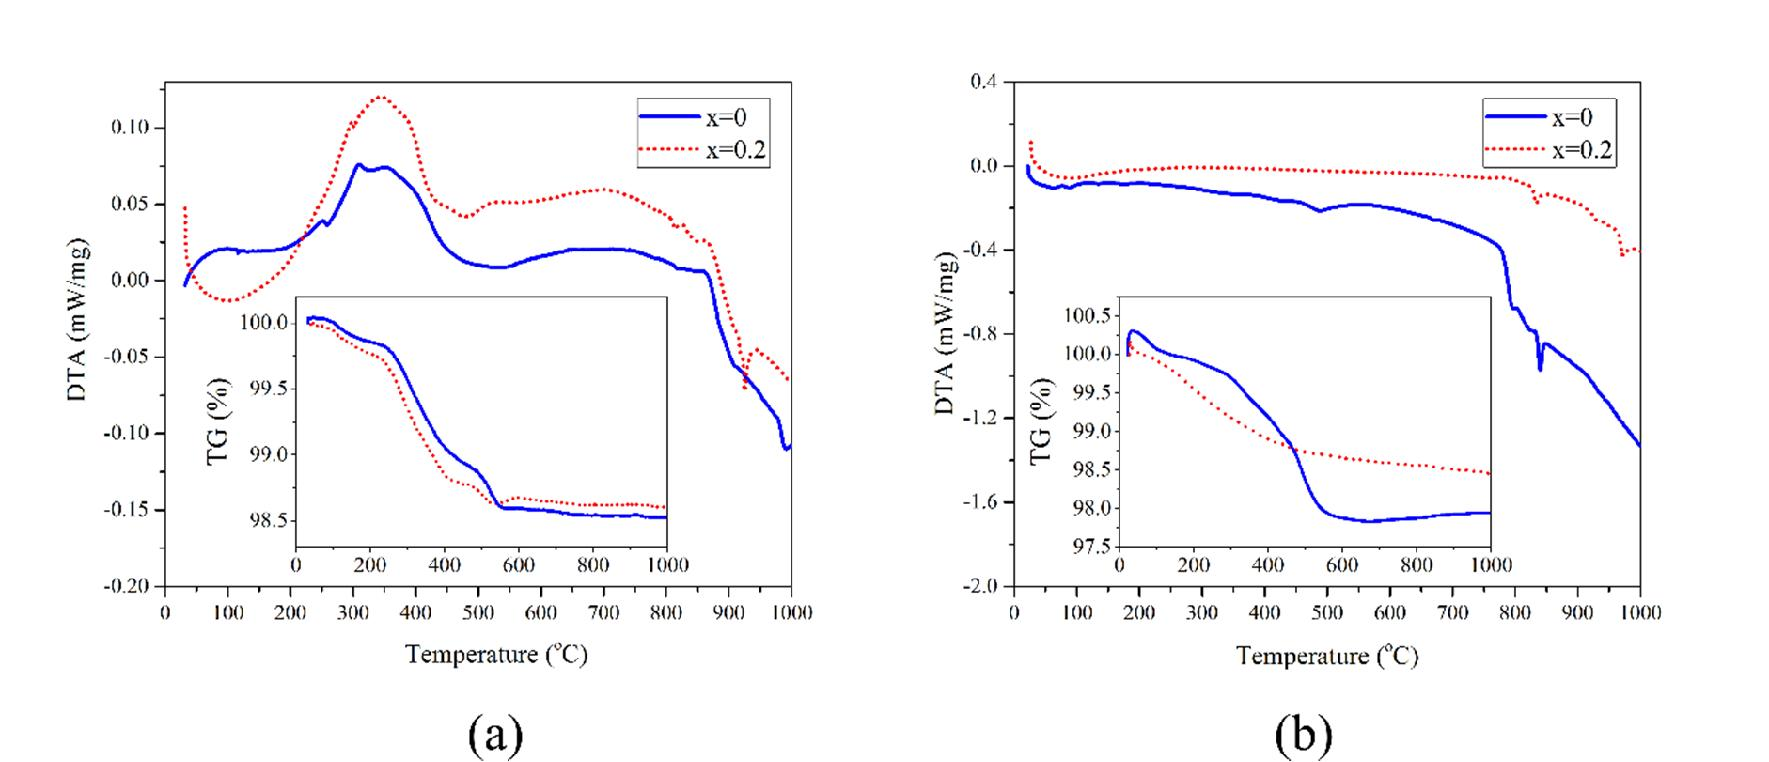 0.10
0.05
0.00
-0.05
-0.10
-0.15
-0.20
DTA (mW/mg)
x=0
x=0.2
100.0
99.5
99.0
98.5
TG (%)
0 200 400 600 800 1000
0 100 200 300 400 500 600 700 800 900 1000
Temperature (°C)
(a)
0.4
0.0
-0.4
-0.8
-1.2
-1.6
-2.0
DTA (mW/mg)
x=0
x=0.2
100.5
100.0
99.5
99.0
98.5
98.0
97.5
TG (%)
0 200 400 600 800 1000
0 100 200 300 400 500 600 700 800 900 1000
Temperature (°C)
(b)